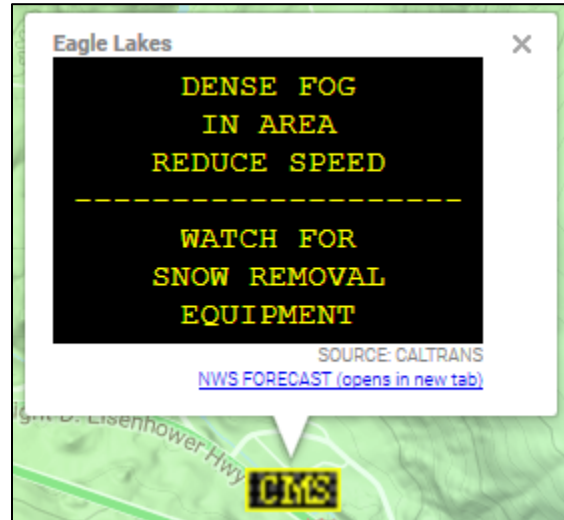 Eagle Lakes
DENSE FOG
IN AREA
REDUCE SPEED
--------------------
WATCH FOR
SNOW REMOVAL
EQUIPMENT
SOURCE: CALTRANS
NWS FORECAST (opens in new tab)
D. Eisenhower Hwy
CMS